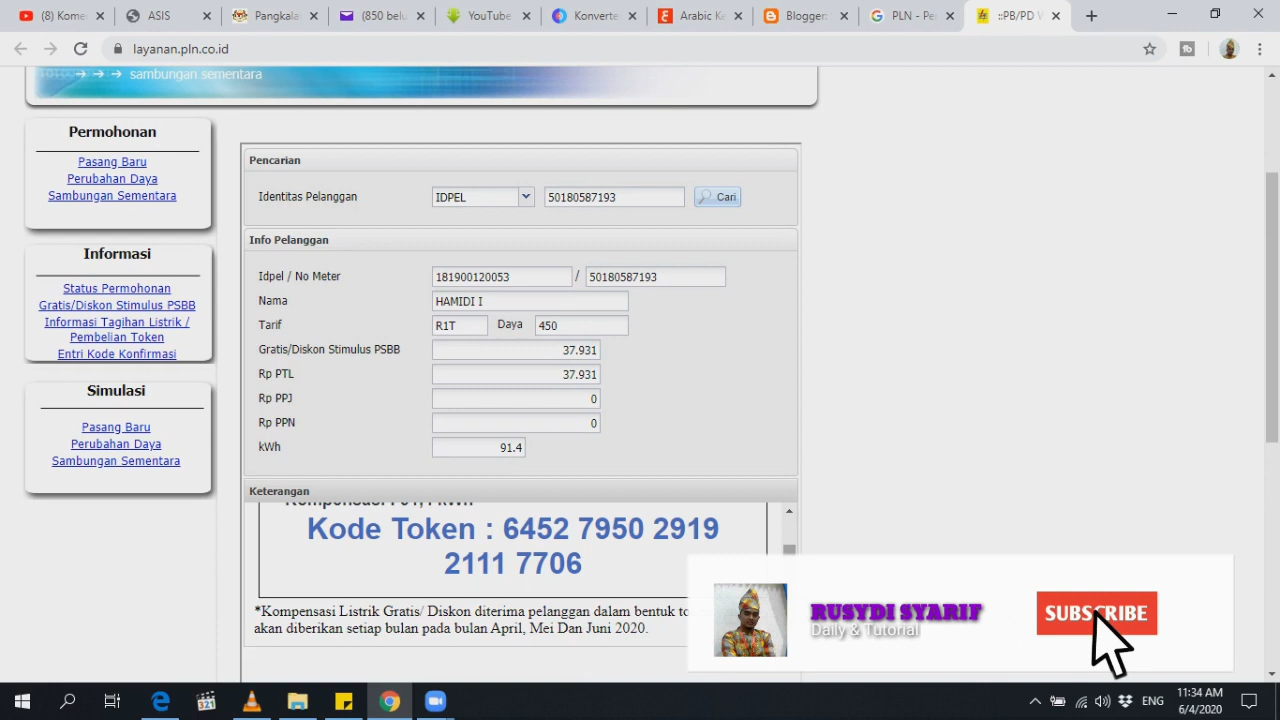 (8) Kome
ASIS
Pangkala
(850 belu
YouTube
Konverte
Arabic Ke
Blogger:
PLN - Pe
::PB/PD V
layanan.pln.co.id
→ → → sambungan sementara
Permohonan
Pasang Baru
Perubahan Daya
Sambungan Sementara
Informasi
Status Permohonan
Gratis/Diskon Stimulus PSBB
Informasi Tagihan Listrik /
Pembelian Token
Entri Kode Konfirmasi
Simulasi
Pasang Baru
Perubahan Daya
Sambungan Sementara
Pencarian
Identitas Pelanggan IDPEL 50180587193 Cari
Info Pelanggan
Idpel / No Meter 181900120053 / 50180587193
Nama HAMIDI I
Tarif R1T Daya 450
Gratis/Diskon Stimulus PSBB 37.931
Rp PTL 37.931
Rp PPJ 0
Rp PPN 0
kWh 91.4
Keterangan
Kode Token : 6452 7950 2919
2111 7706
*Kompensasi Listrik Gratis/ Diskon diterima pelanggan dalam bentuk to
akan diberikan setiap bulan pada bulan April, Mei Dan Juni 2020.
RUSYDI SYARIF
Daily & Tutorial
SUBSCRIBE
321
ENG
11:34 AM
6/4/2020